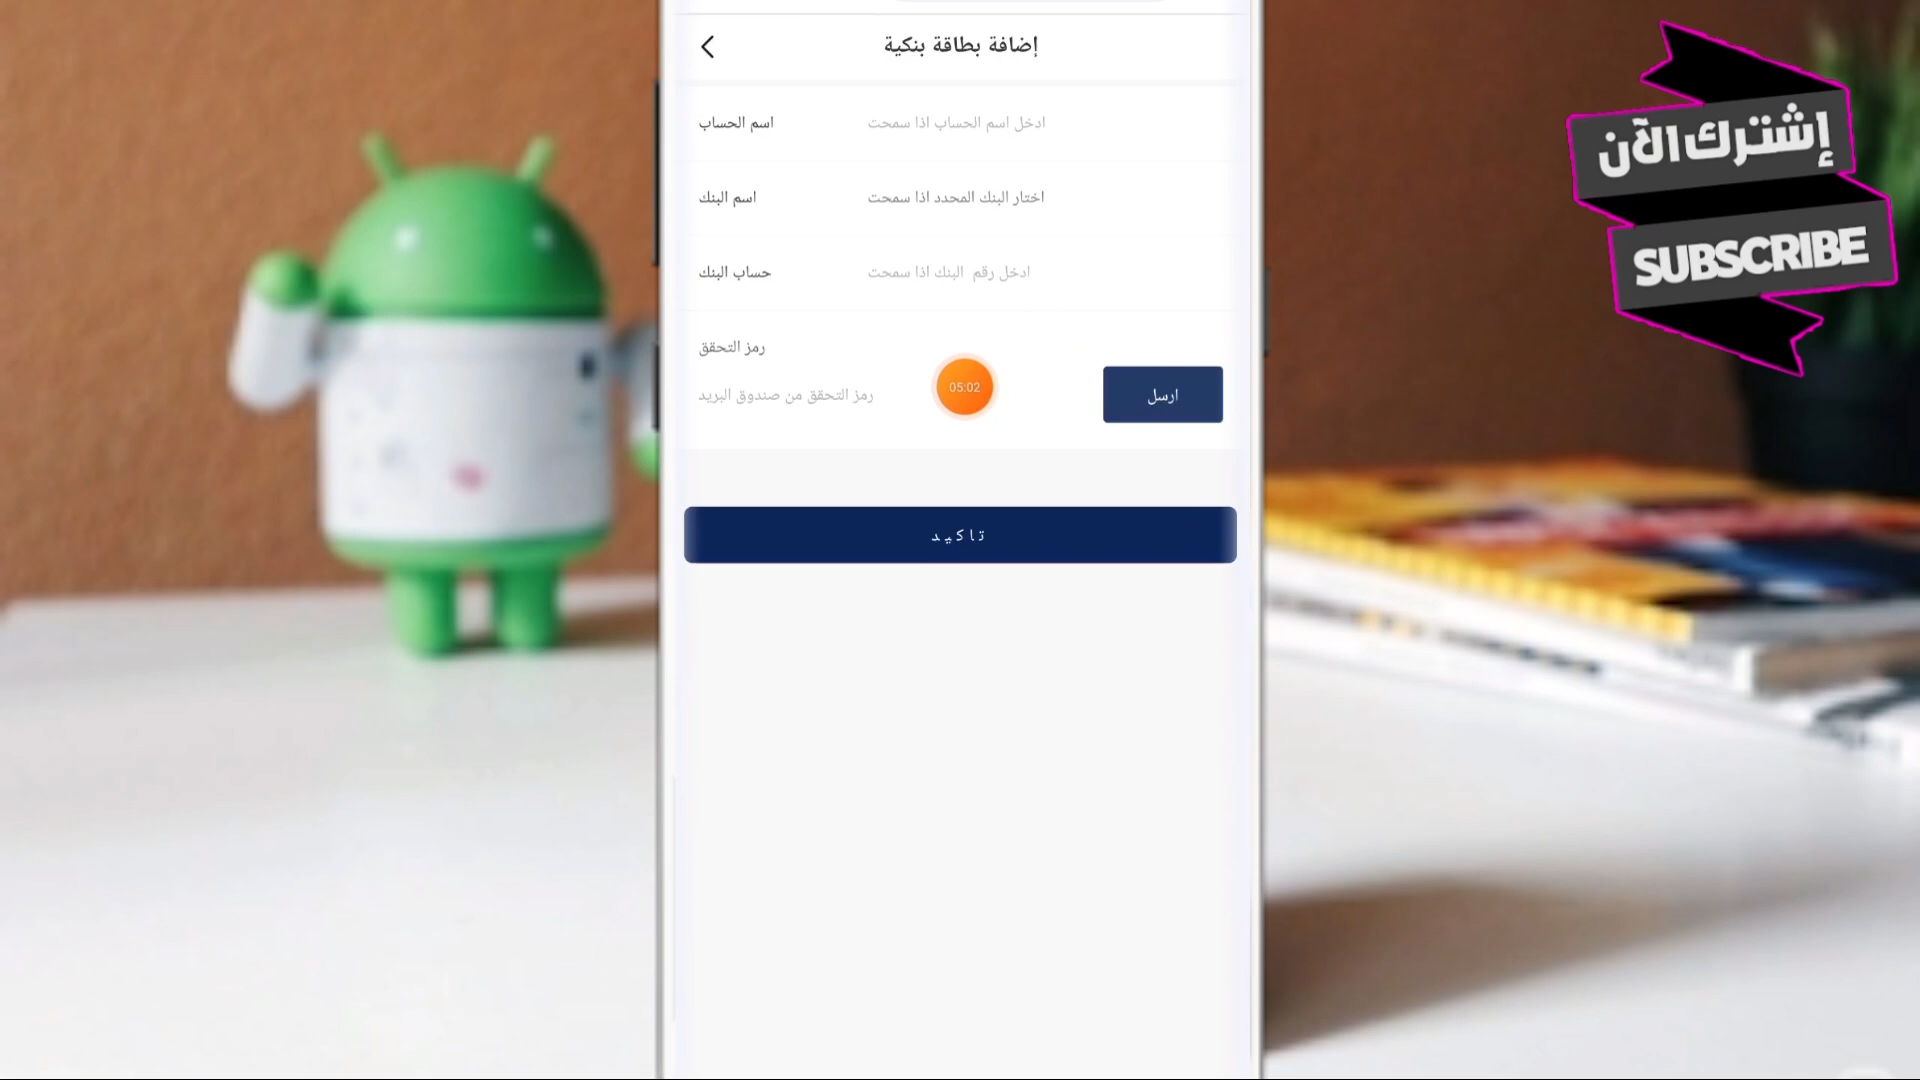 إضافة بطاقة بنكية
اسم الحساب
ادخل اسم الحساب اذا سمحت
اسم البنك
اختار البنك المحدد اذا سمحت
حساب البنك
ادخل رقم البنك اذا سمحت
رمز التحقق
رمز التحقق من صندوق البريد
05:02
ارسل
تاكيد
إشترك الآن
SUBSCRIBE